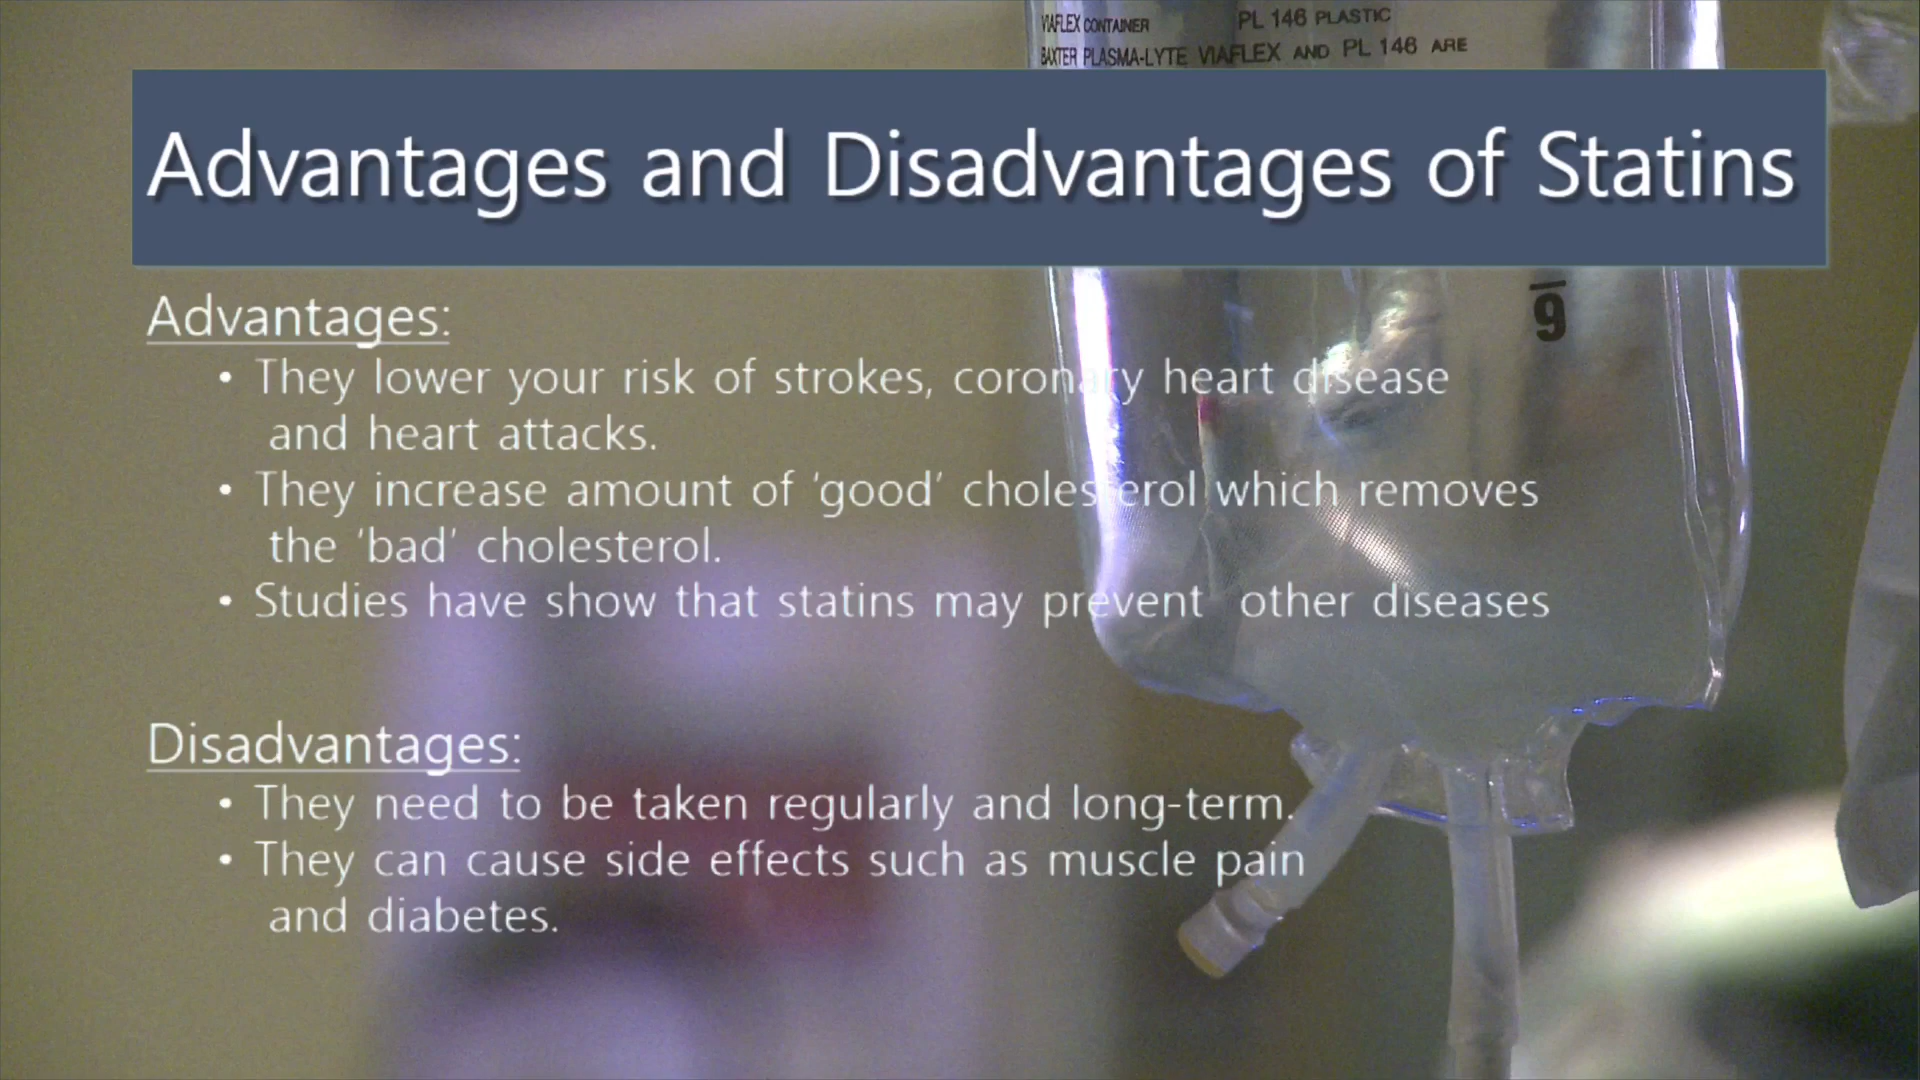 VIAFLEX CONTAINER PL 146 PLASTIC
BAXTER PLASMA-LYTE VIAFLEX AND PL 146 ARE
Advantages and Disadvantages of Statins
9
Advantages:
• They lower your risk of strokes, coronary heart disease
and heart attacks.
• They increase amount of ‘good’ cholesterol which removes
the ‘bad’ cholesterol.
• Studies have show that statins may prevent other diseases
Disadvantages:
• They need to be taken regularly and long-term.
• They can cause side effects such as muscle pain
and diabetes.